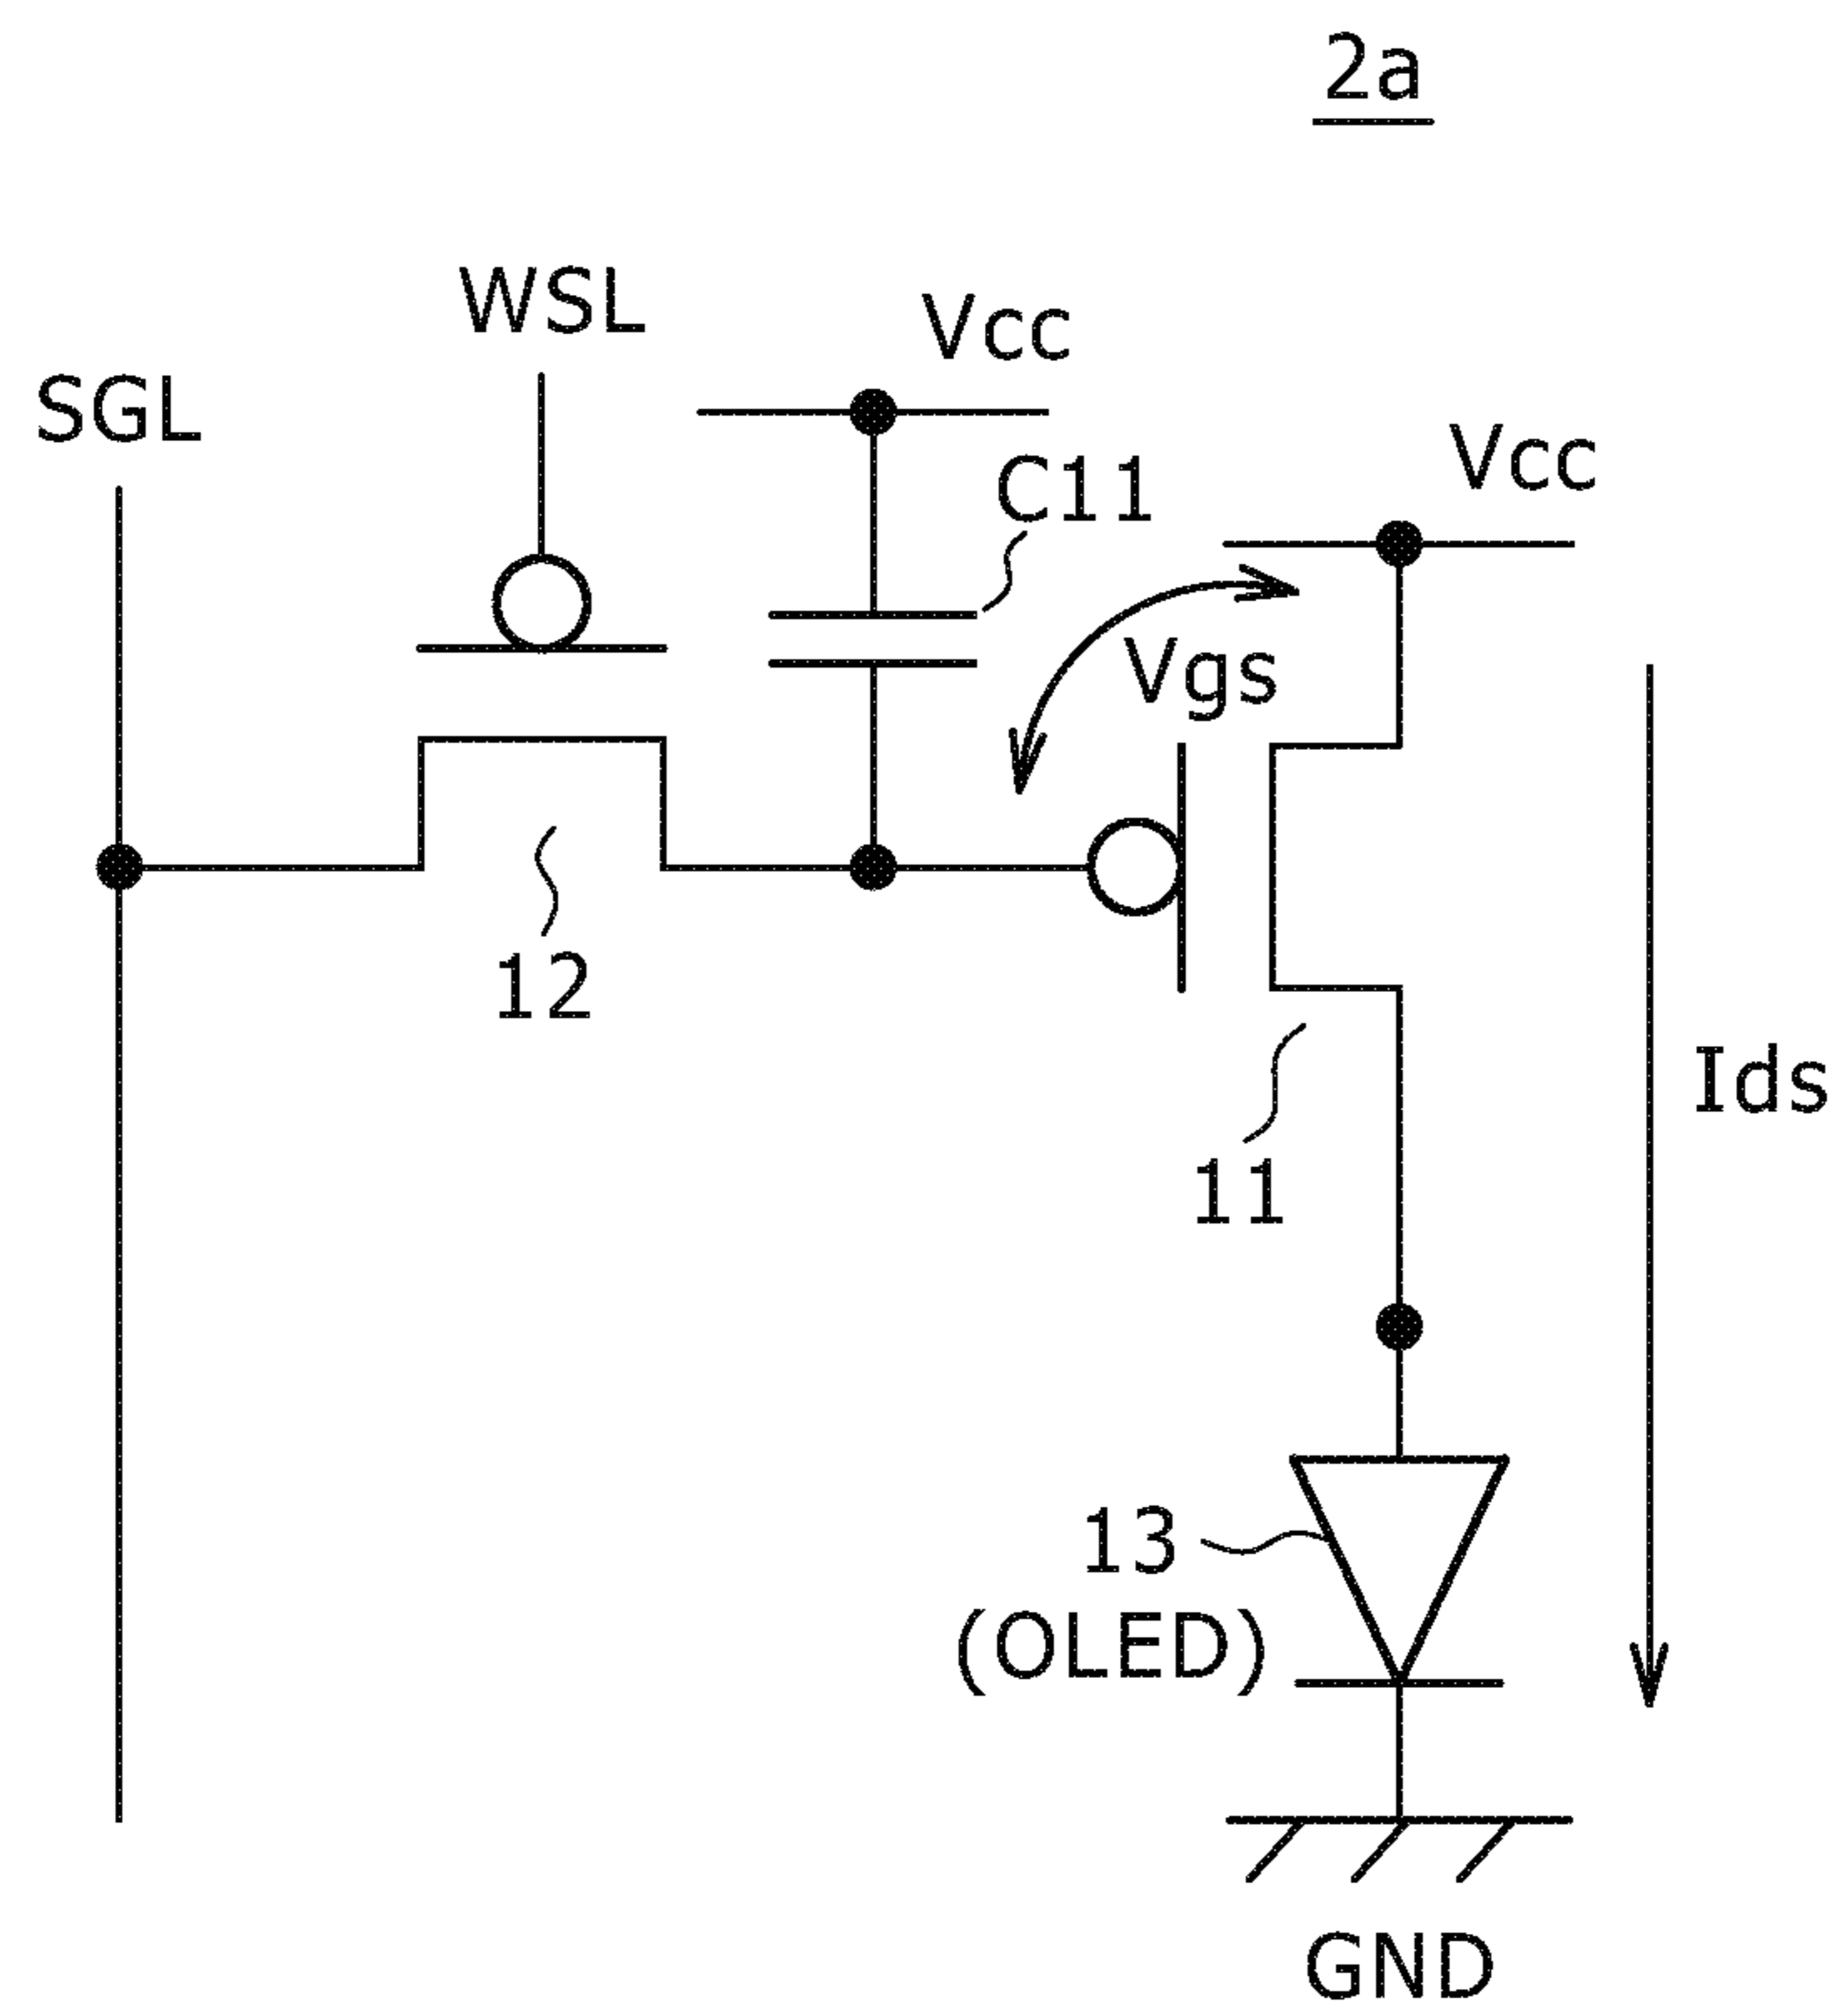 2a
WSL
Vcc
SGL
Vcc
C11
Vgs
12
Ids
11
13
(OLED)
GND